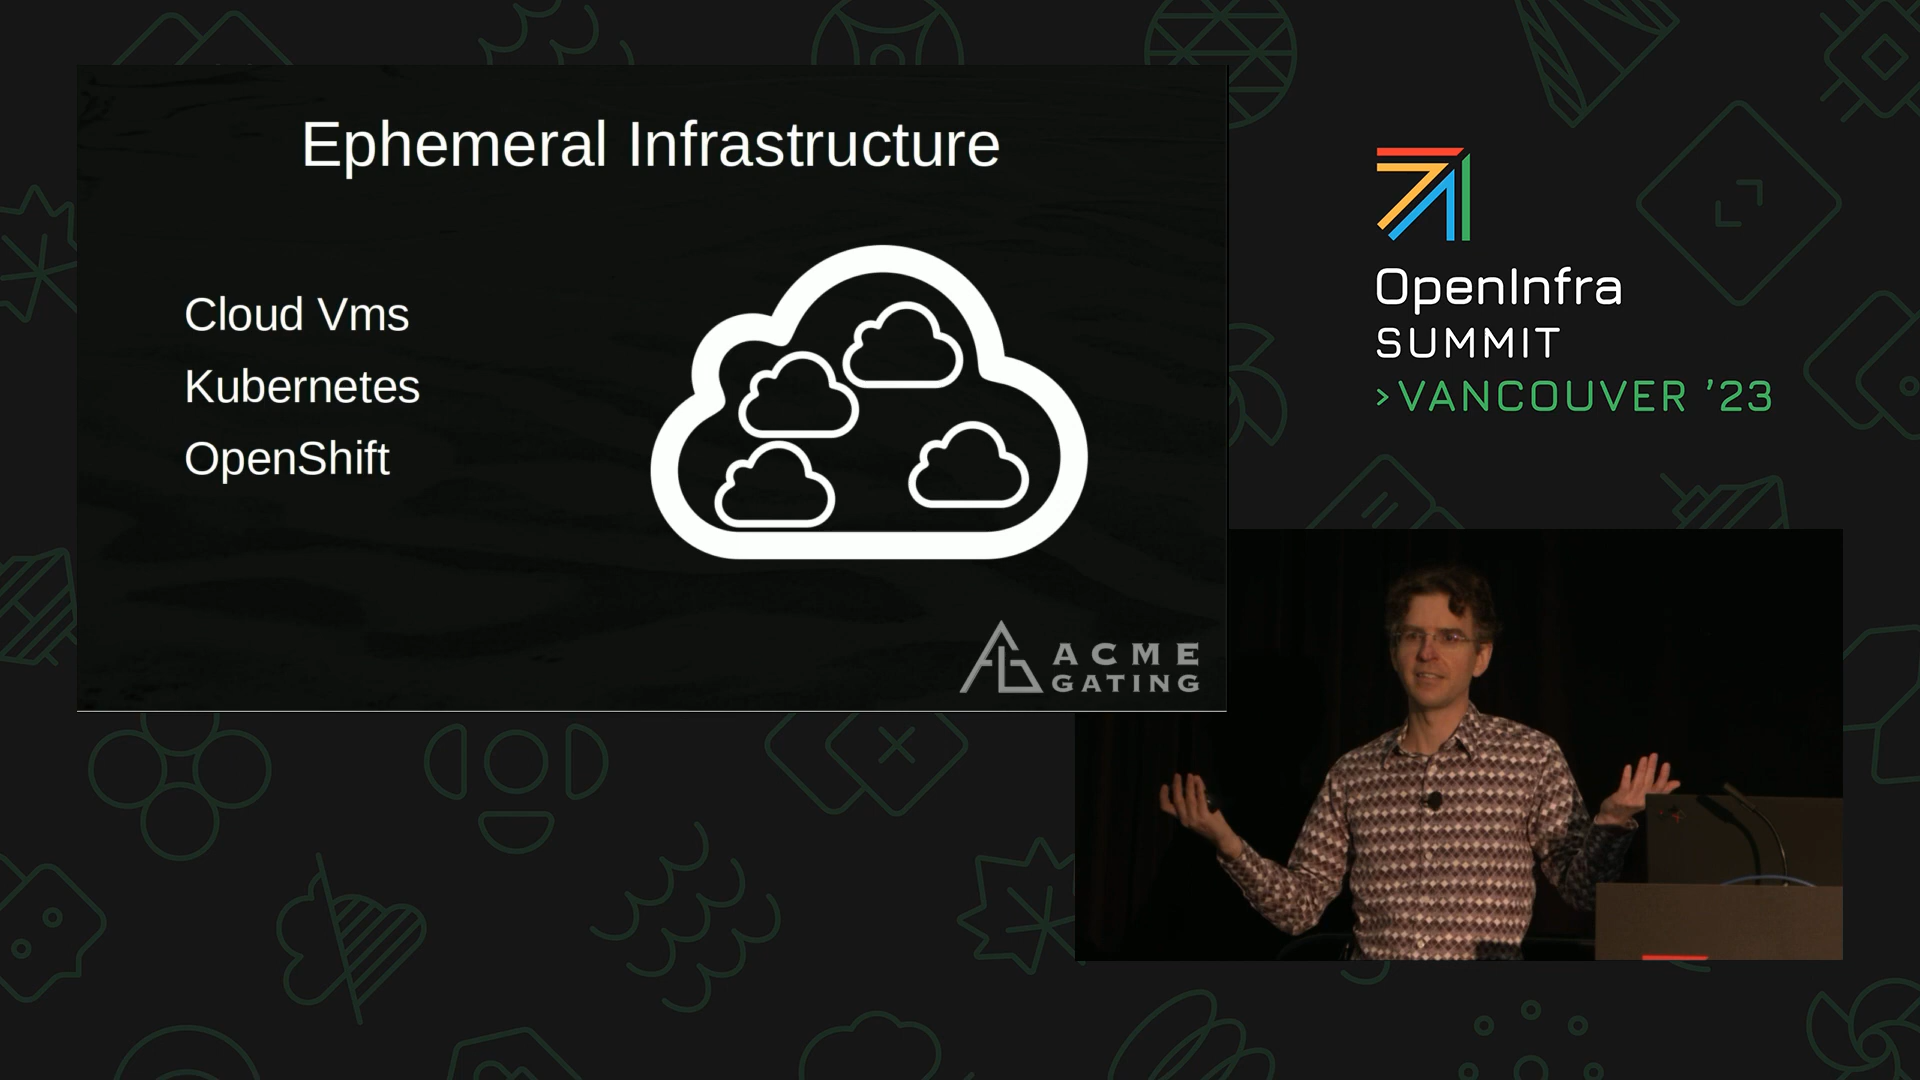 Ephemeral Infrastructure
Cloud Vms
Kubernetes
OpenShift
ACME
GATING
OpenInfra
SUMMIT
>VANCOUVER ’23